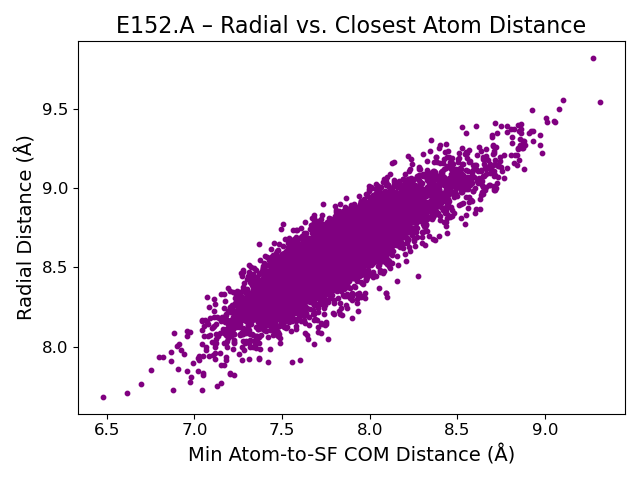 E152.A – Radial vs. Closest Atom Distance
Radial Distance (Å)
9.5
9.0
8.5
8.0
6.5 7.0 7.5 8.0 8.5 9.0
Min Atom-to-SF COM Distance (Å)